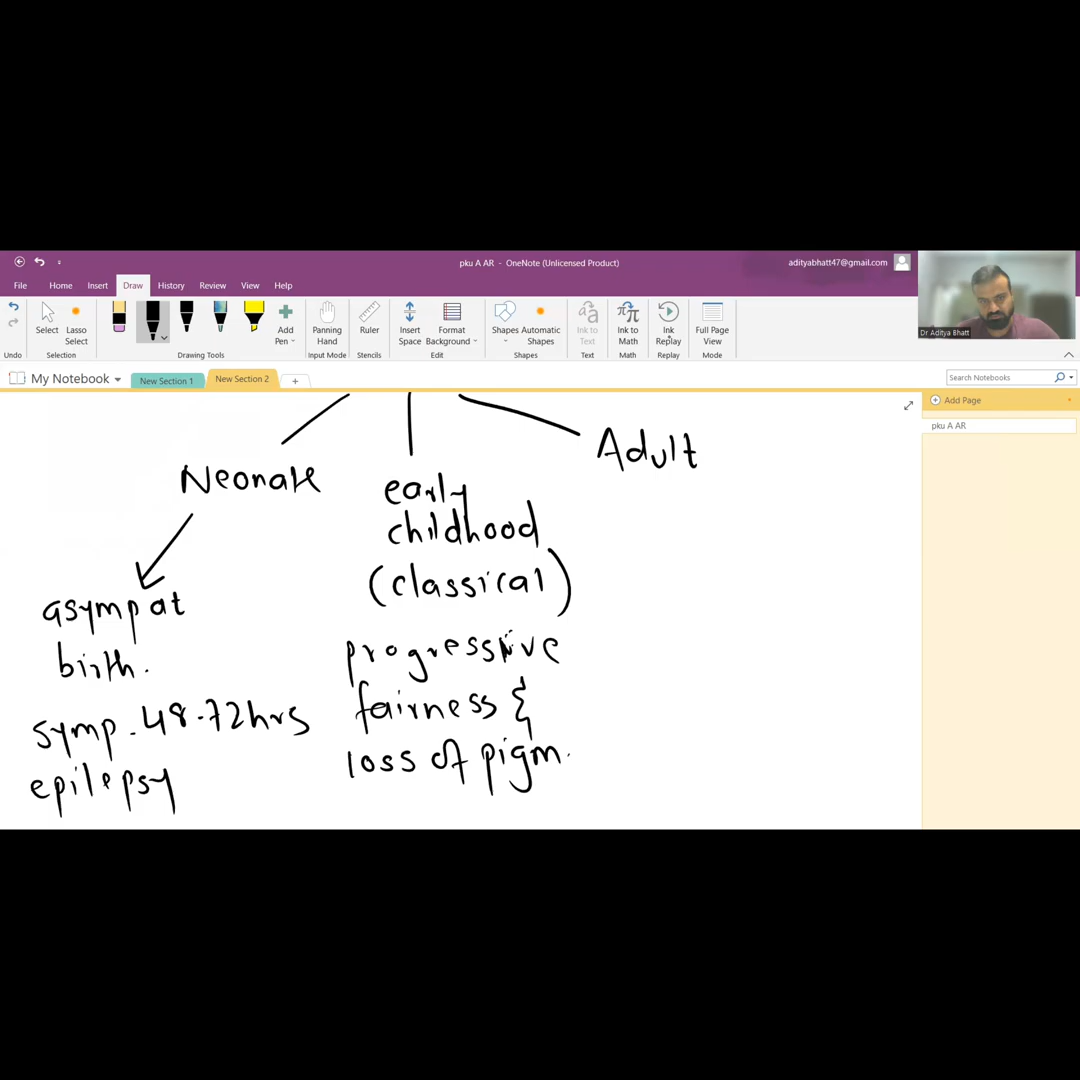 pku A AR - OneNote (Unlicensed Product)
adityabhatt47@gmail.com
File Home Insert Draw History Review View Help
Undo
Select
Lasso Select
Selection
Drawing Tools
Add Pen
Panning Hand
Input Mode
Ruler
Stencils
Insert Space
Format Background
Edit
Shapes
Automatic Shapes
Shapes
Ink to Text
Text
Ink to Math
Math
Ink Replay
Replay
Full Page View
Mode
Dr Aditya Bhatt
My Notebook
New Section 1
New Section 2
Search Notebooks
Add Page
pku A AR
Neonate
asymp at
birth.
symp. 48-72hrs
epilepsy
early
childhood
(classical)
progressive
fairness &
loss of pigm.
Adult